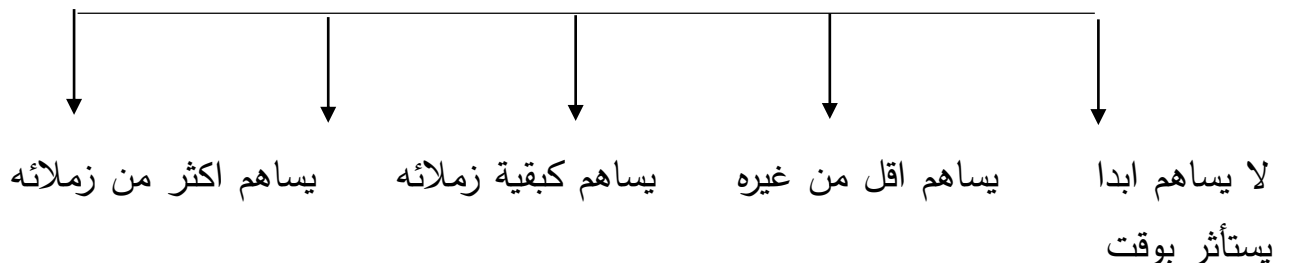 لا يساهم ابدا يساهم اقل من غيره يساهم كبقية زملائه يساهم اكثر من زملائه
يستأثر بوقت